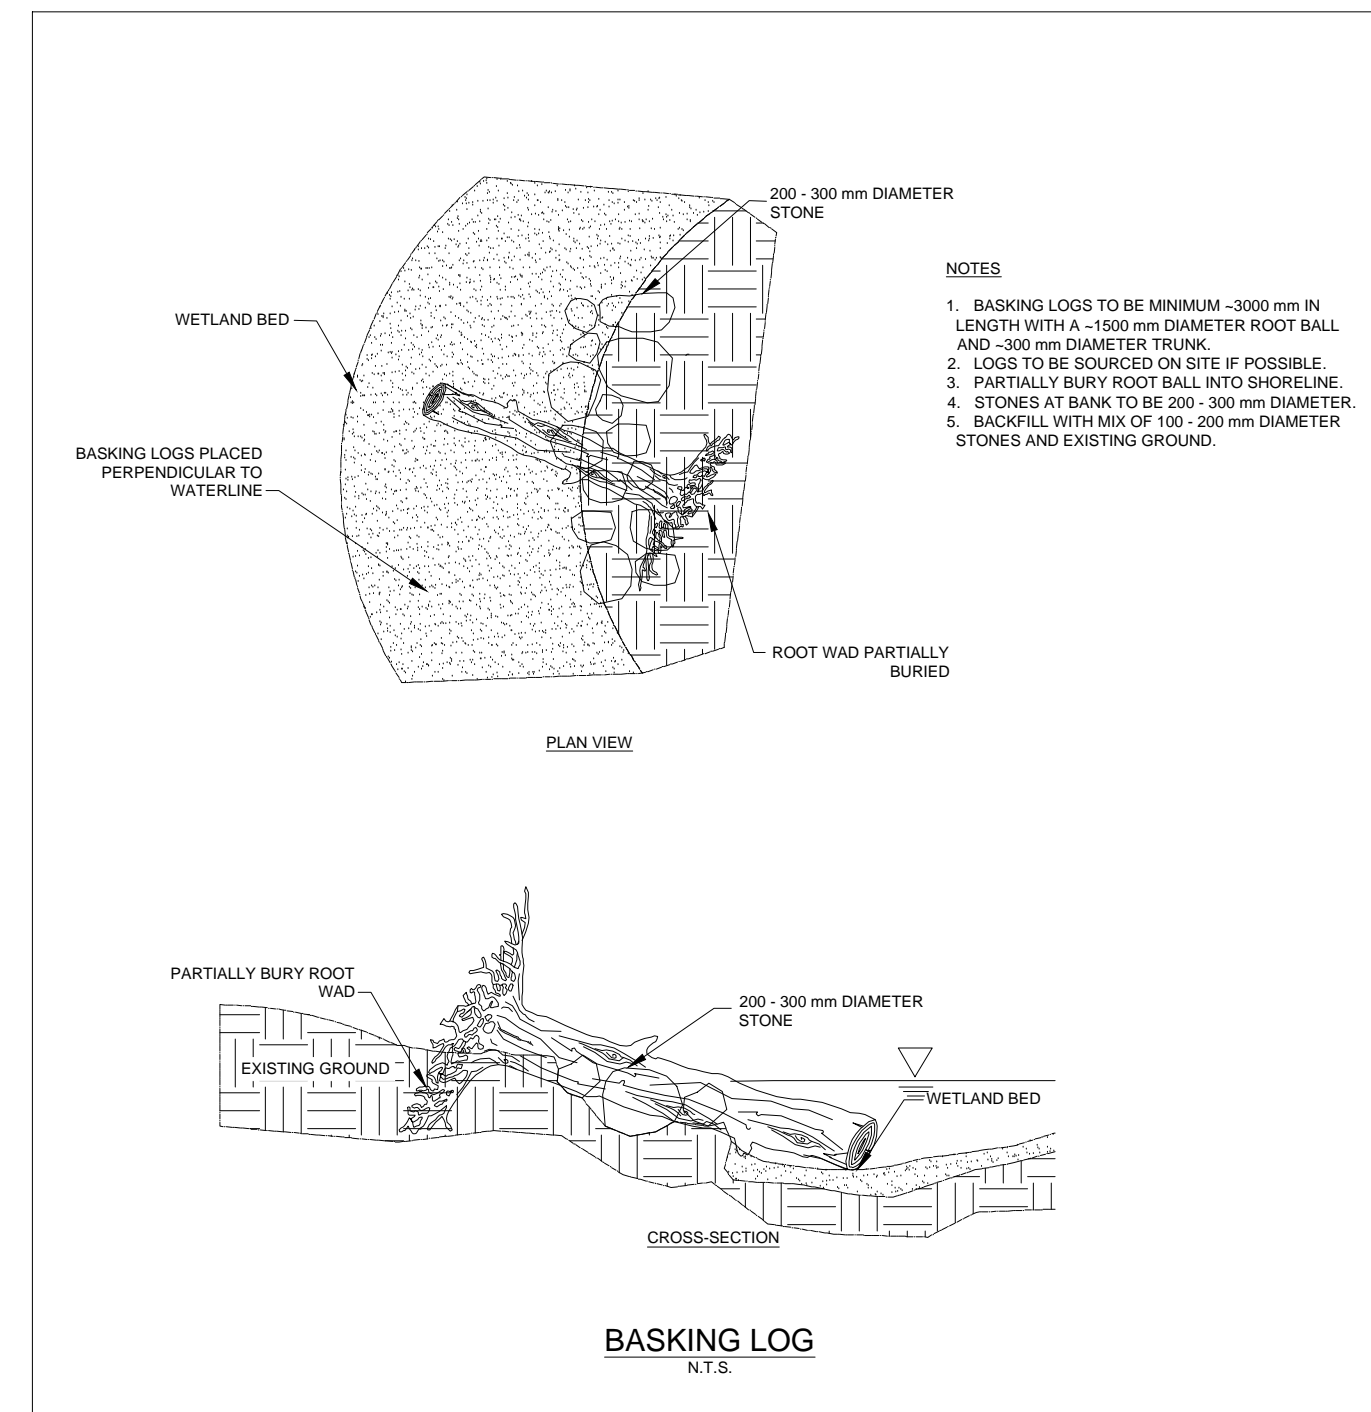 200 - 300 mm DIAMETER
STONE
WETLAND BED
BASKING LOGS PLACED
PERPENDICULAR TO
WATERLINE
ROOT WAD PARTIALLY
BURIED
PLAN VIEW
NOTES
1. BASKING LOGS TO BE MINIMUM ~3000 mm IN
LENGTH WITH A ~1500 mm DIAMETER ROOT BALL
AND ~300 mm DIAMETER TRUNK.
2. LOGS TO BE SOURCED ON SITE IF POSSIBLE.
3. PARTIALLY BURY ROOT BALL INTO SHORELINE.
4. STONES AT BANK TO BE 200 - 300 mm DIAMETER.
5. BACKFILL WITH MIX OF 100 - 200 mm DIAMETER
STONES AND EXISTING GROUND.
PARTIALLY BURY ROOT
WAD
200 - 300 mm DIAMETER
STONE
EXISTING GROUND
WETLAND BED
CROSS-SECTION
BASKING LOG
N.T.S.